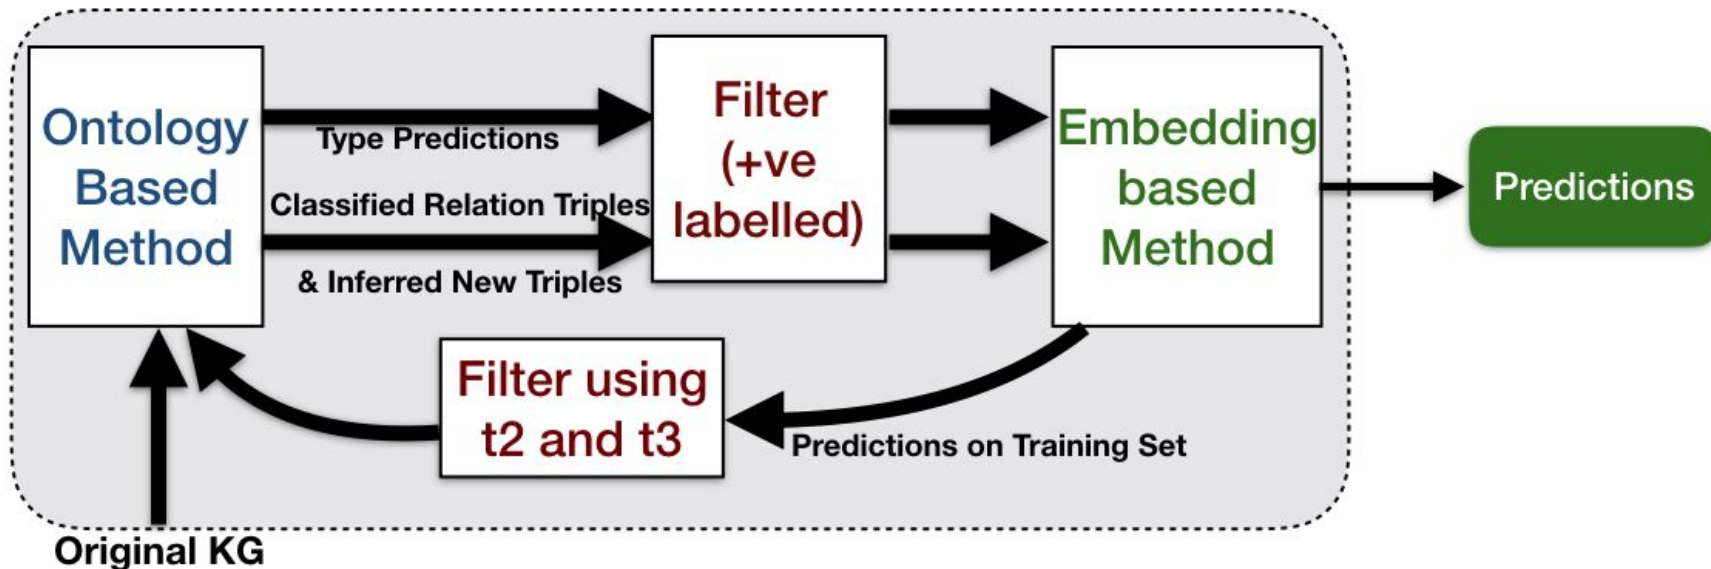 Ontology
Based
Method
Type Predictions
Classified Relation Triples
& Inferred New Triples
Filter
(+ve
labelled)
Embedding
based
Method
Predictions
Filter using
t2 and t3
Predictions on Training Set
Original KG